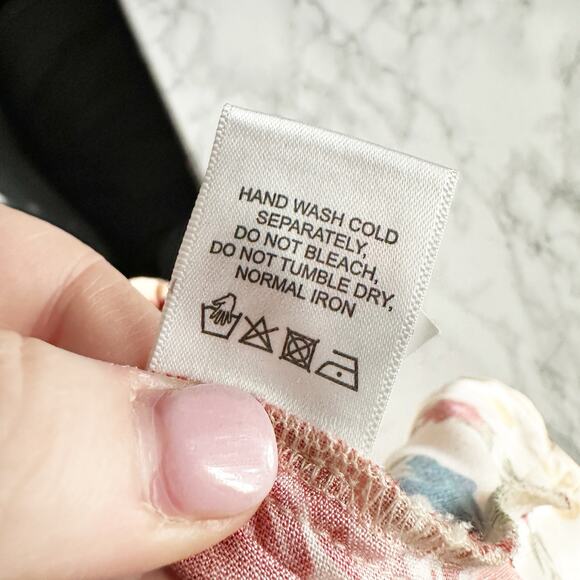 HAND WASH COLD
SEPARATELY,
DO NOT BLEACH,
DO NOT TUMBLE DRY,
NORMAL IRON